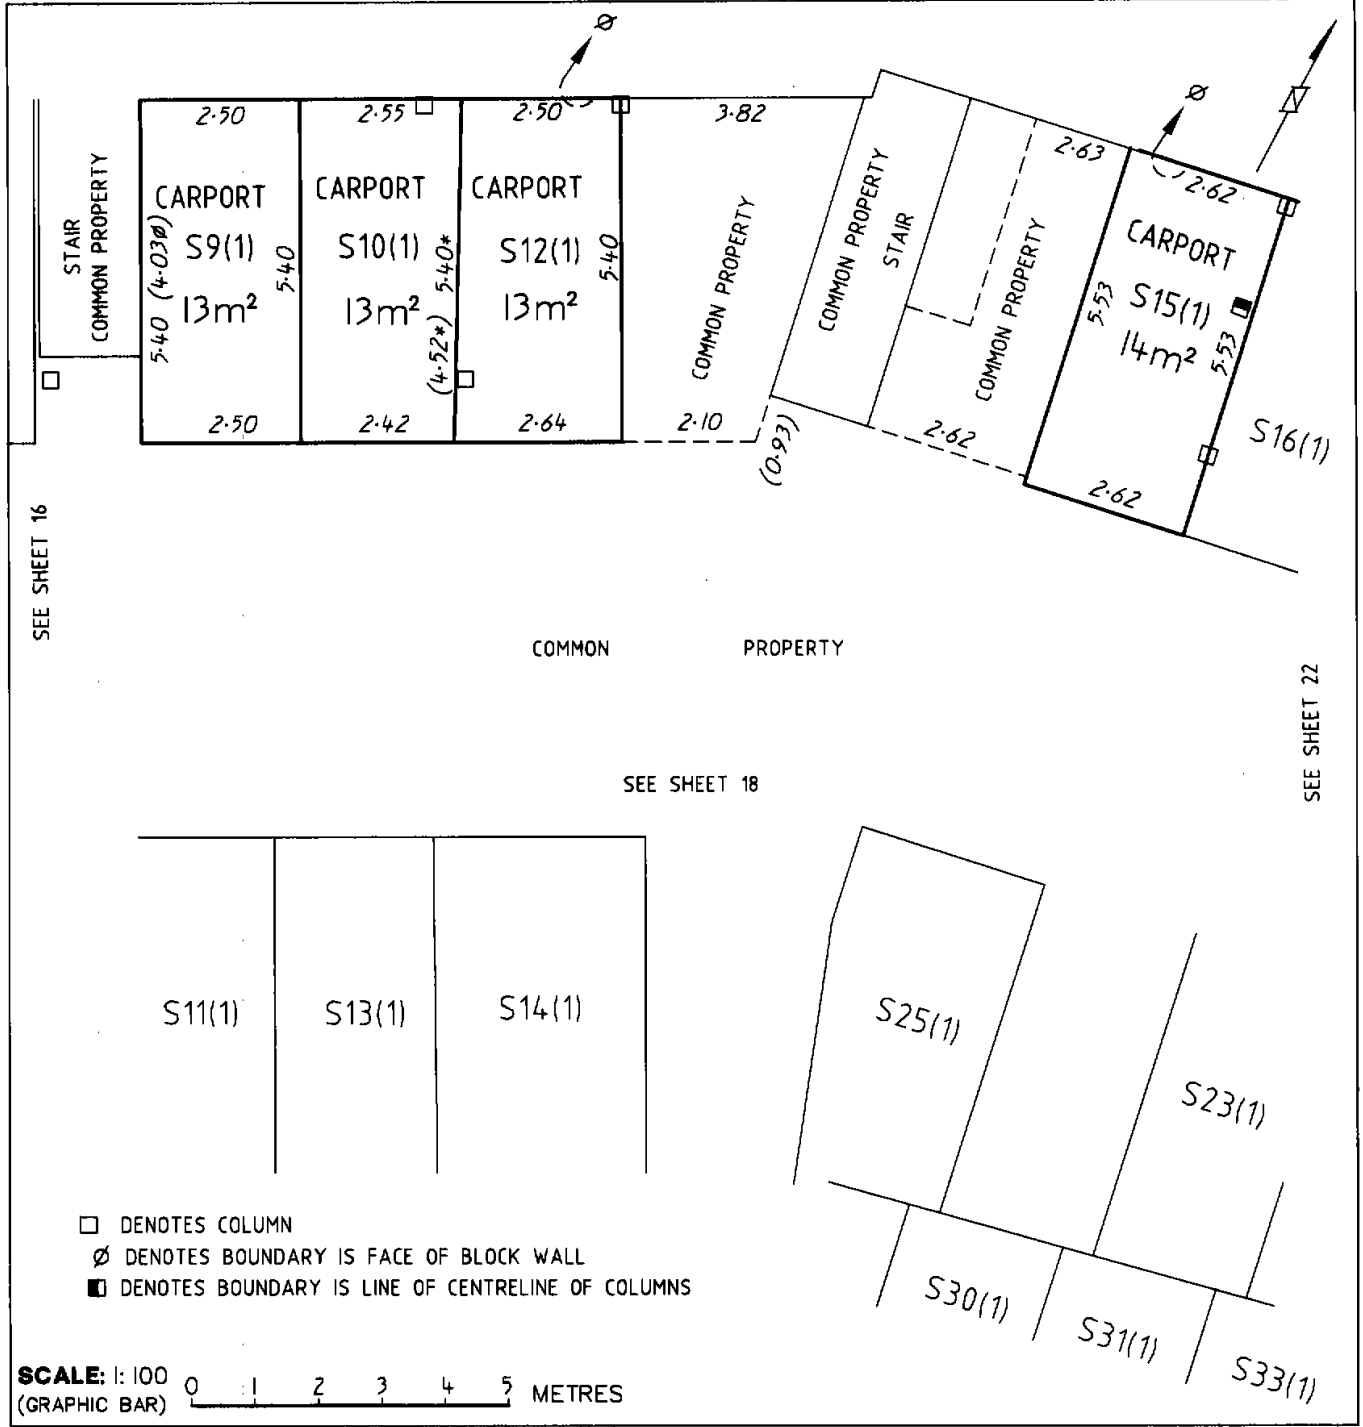 Ø
Ø
N
2.50
2.55
2.50
3.82
2.63
2.62
STAIR
COMMON PROPERTY
CARPORT
S9(1)
13m²
5.40 (4.03Ø)
5.40
2.50
CARPORT
S10(1)
13m²
(4.52*) 5.40*
2.42
CARPORT
S12(1)
13m²
5.40
2.64
COMMON PROPERTY
2.10
(0.93)
COMMON PROPERTY
STAIR
COMMON PROPERTY
2.62
CARPORT
S15(1)
14m²
5.53
5.53
2.62
S16(1)
SEE SHEET 16
COMMON PROPERTY
SEE SHEET 22
SEE SHEET 18
S11(1)
S13(1)
S14(1)
S25(1)
S23(1)
S30(1)
S31(1)
S33(1)
□ DENOTES COLUMN
Ø DENOTES BOUNDARY IS FACE OF BLOCK WALL
DENOTES BOUNDARY IS LINE OF CENTRELINE OF COLUMNS
SCALE: 1:100
(GRAPHIC BAR)
0 1 2 3 4 5 METRES